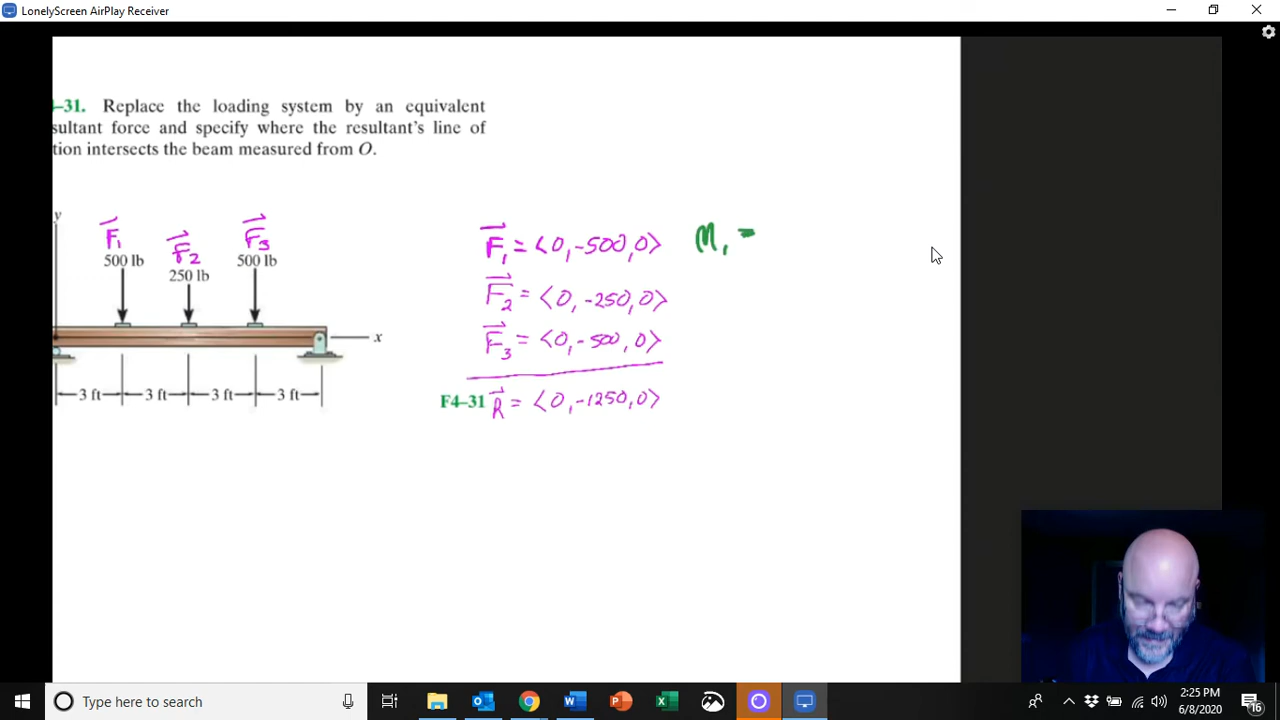 LonelyScreen AirPlay Receiver
–31. Replace the loading system by an equivalent
sultant force and specify where the resultant's line of
tion intersects the beam measured from O.
y
F₁
F₂
F₃
500 lb
250 lb
500 lb
x
3 ft
3 ft
3 ft
3 ft
F₁ = ⟨0, -500, 0⟩
M₁ =
F₂ = ⟨0, -250, 0⟩
F₃ = ⟨0, -500, 0⟩
F4–31
R = ⟨0, -1250, 0⟩
Type here to search
2:25 PM
6/8/2020
16